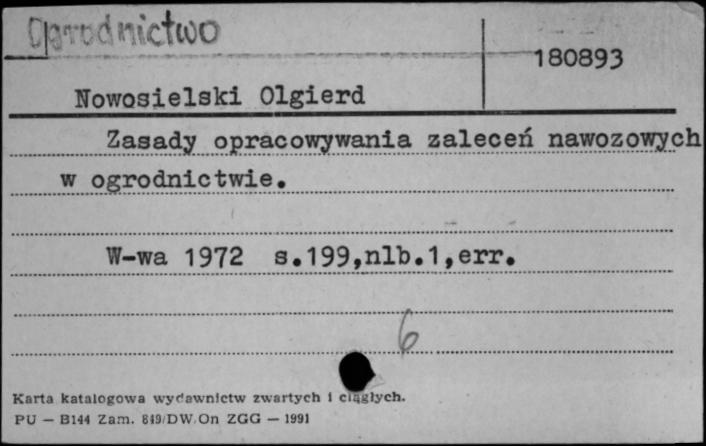 Ogrodnictwo
180893
Nowosielski Olgierd
Zasady opracowywania zaleceń nawozowych
w ogrodnictwie.
W-wa 1972 s.199,nlb.1,err.
6
Karta katalogowa wydawnictw zwartych i ciągłych.
PU — B144 Zam. 849/DW/On ZGG — 1991